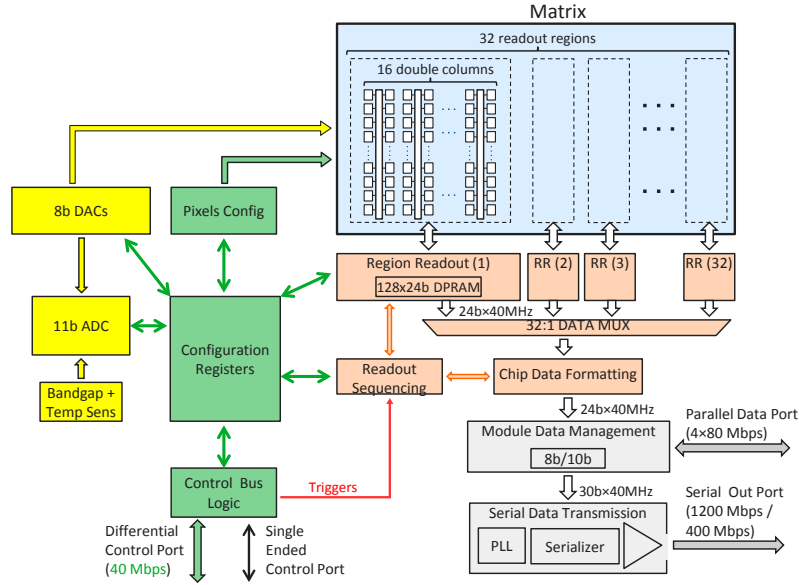 Matrix
32 readout regions
16 double columns
8b DACs
Pixels Config
Region Readout (1)
128x24b DPRAM
RR (2)
RR (3)
RR (32)
24b×40MHz
32:1 DATA MUX
11b ADC
Configuration
Registers
Bandgap +
Temp Sens
Readout
Sequencing
Chip Data Formatting
24b×40MHz
Module Data Management
8b/10b
Parallel Data Port
(4×80 Mbps)
Control Bus
Logic
Triggers
30b×40MHz
Serial Data Transmission
PLL
Serializer
Serial Out Port
(1200 Mbps /
400 Mbps)
Differential
Control Port
(40 Mbps)
Single
Ended
Control Port